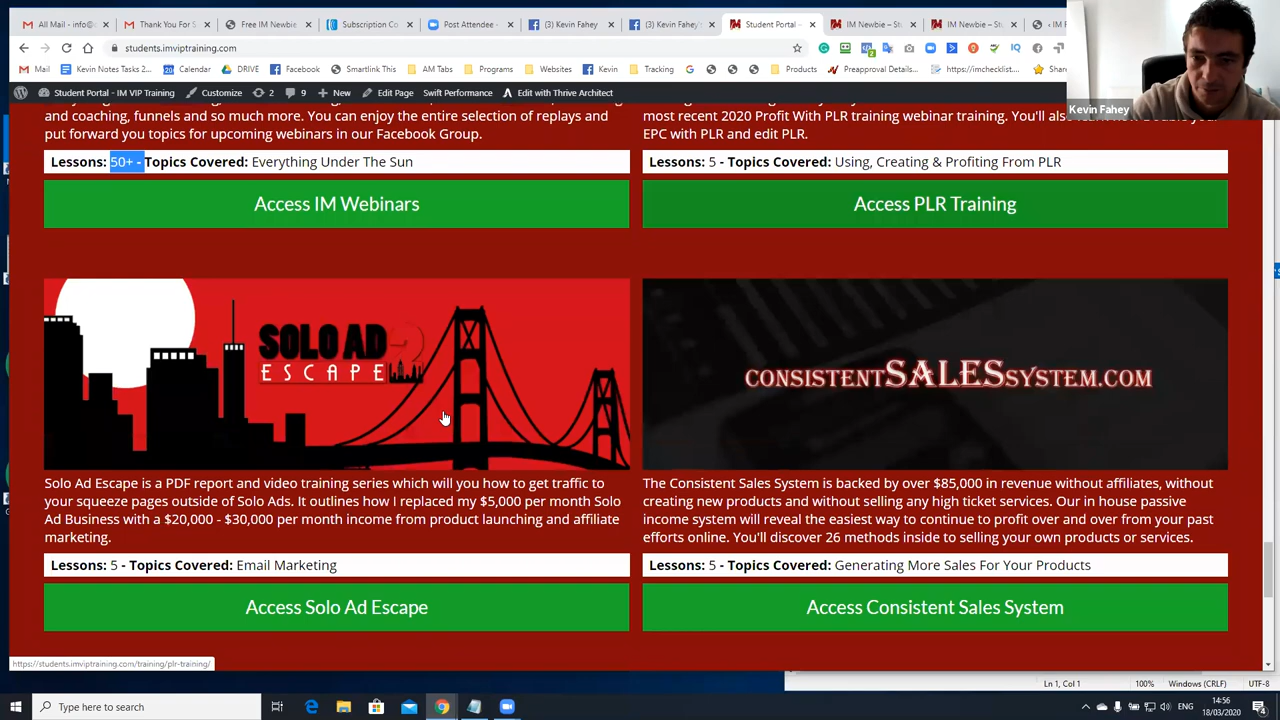 All Mail - info@
Thank You For S
Free IM Newbie
Subscription Co
Post Attendee -
(3) Kevin Fahey
(3) Kevin Fahey
Student Portal -
IM Newbie – Stu
IM Newbie – Stu
students.imviptraining.com
Mail
Kevin Notes Tasks 2...
Calendar
DRIVE
Facebook
Smartlink This
AM Tabs
Programs
Websites
Kevin
Tracking
Products
Preapproval Details...
https://imchecklist...
Student Portal - IM VIP Training
Customize
2
9
New
Edit Page
Swift Performance
Edit with Thrive Architect
Kevin Fahey
and coaching, funnels and so much more. You can enjoy the entire selection of replays and
put forward you topics for upcoming webinars in our Facebook Group.
Lessons: 50+ - Topics Covered: Everything Under The Sun
Access IM Webinars
most recent 2020 Profit With PLR training webinar training. You'll also
EPC with PLR and edit PLR.
Lessons: 5 - Topics Covered: Using, Creating & Profiting From PLR
Access PLR Training
SOLO AD
ESCAPE
Solo Ad Escape is a PDF report and video training series which will you how to get traffic to
your squeeze pages outside of Solo Ads. It outlines how I replaced my $5,000 per month Solo
Ad Business with a $20,000 - $30,000 per month income from product launching and affiliate
marketing.
Lessons: 5 - Topics Covered: Email Marketing
Access Solo Ad Escape
CONSISTENTSALESSYSTEM.COM
The Consistent Sales System is backed by over $85,000 in revenue without affiliates, without
creating new products and without selling any high ticket services. Our in house passive
income system will reveal the easiest way to continue to profit over and over from your past
efforts online. You'll discover 26 methods inside to selling your own products or services.
Lessons: 5 - Topics Covered: Generating More Sales For Your Products
Access Consistent Sales System
https://students.imviptraining.com/training/plr-training/
Ln 1, Col 1
100%
Windows (CRLF)
UTF-8
Type here to search
ENG
14:56
18/03/2020